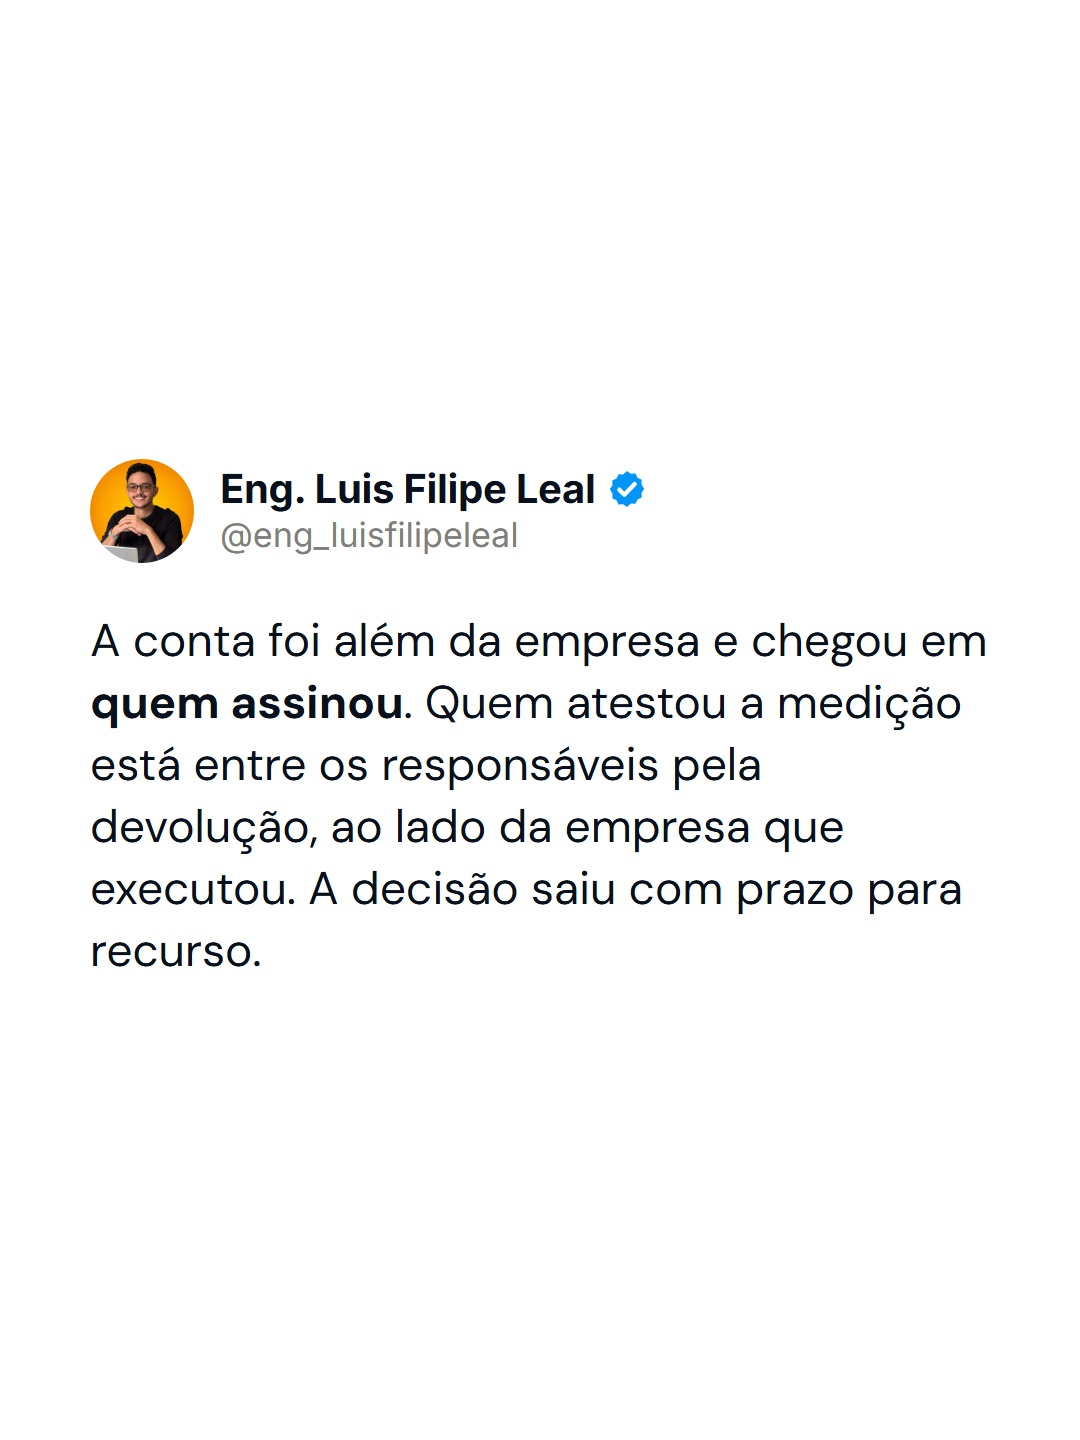 Eng. Luis Filipe Leal
@eng_luisfilipeleal
A conta foi além da empresa e chegou em
quem assinou. Quem atestou a medição
está entre os responsáveis pela
devolução, ao lado da empresa que
executou. A decisão saiu com prazo para
recurso.